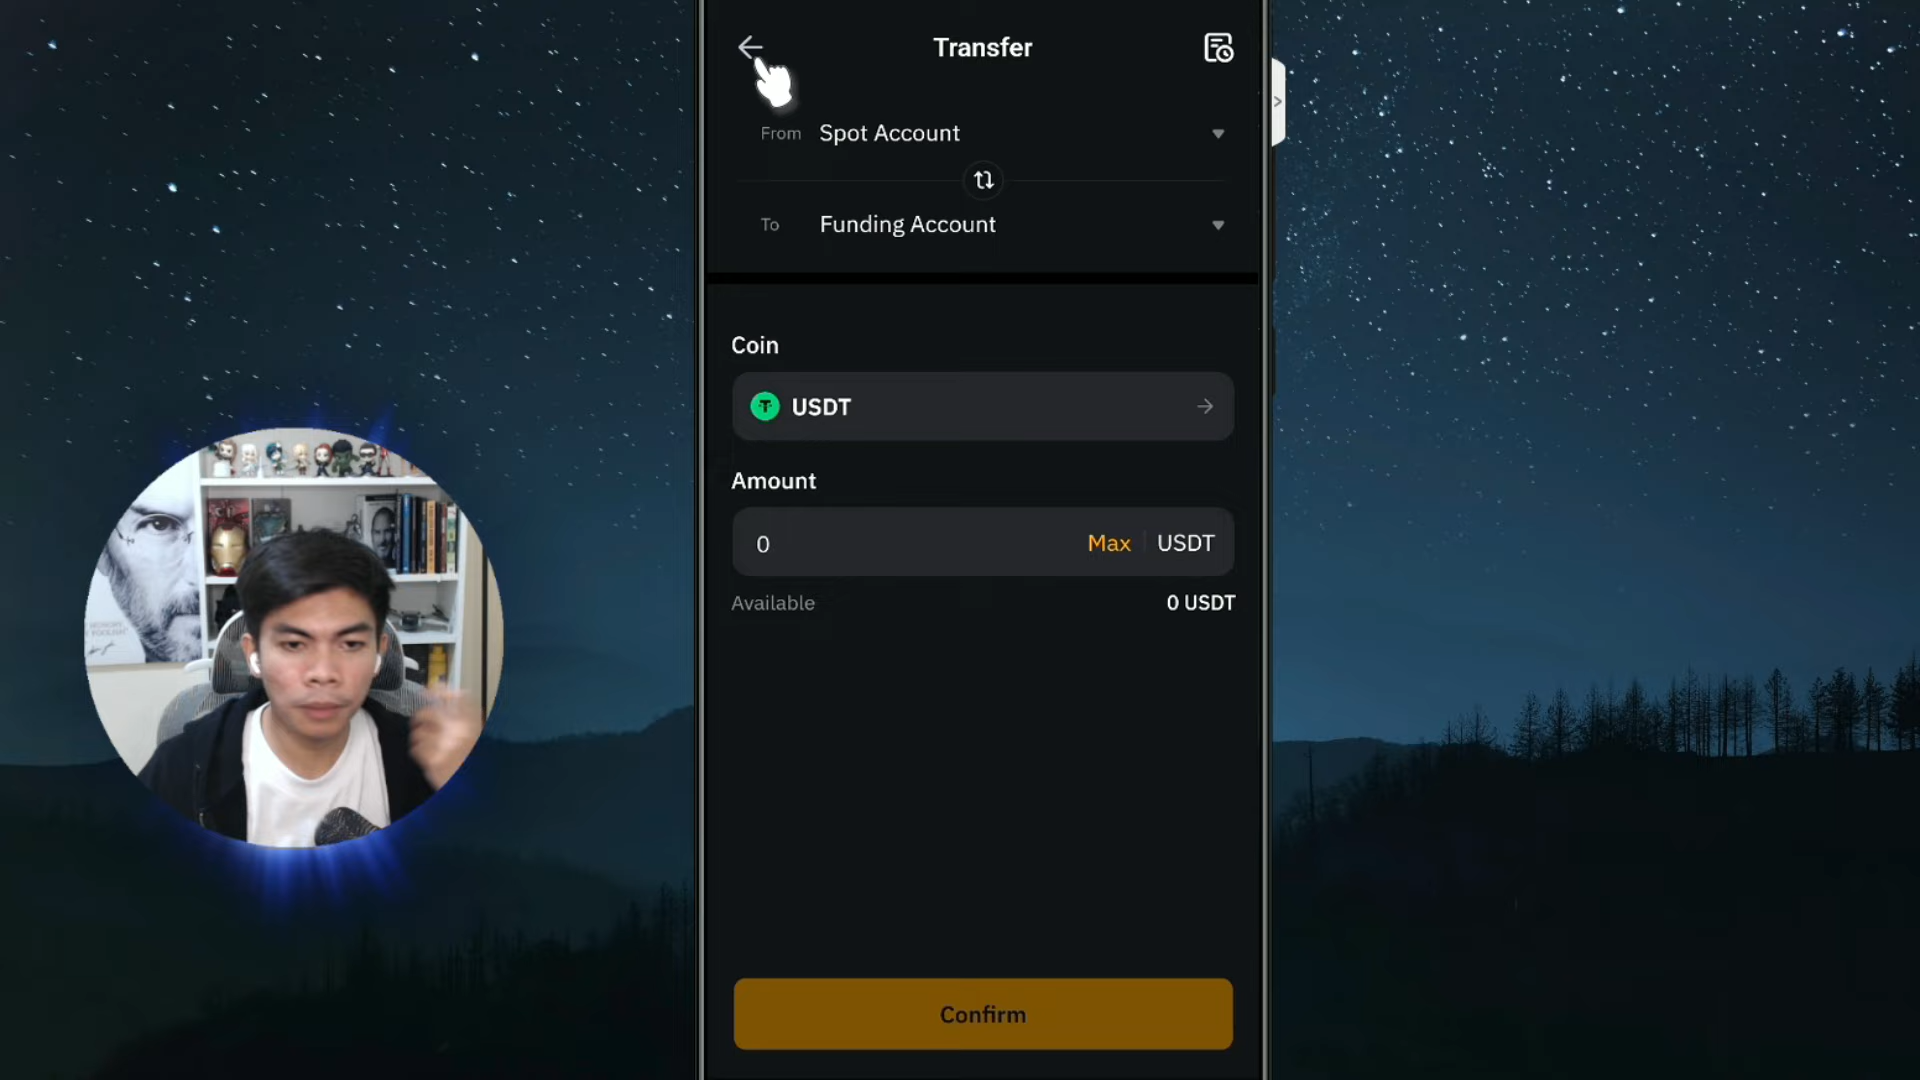 Transfer
From Spot Account
To Funding Account
Coin
USDT
Amount
0 Max USDT
Available 0 USDT
Confirm